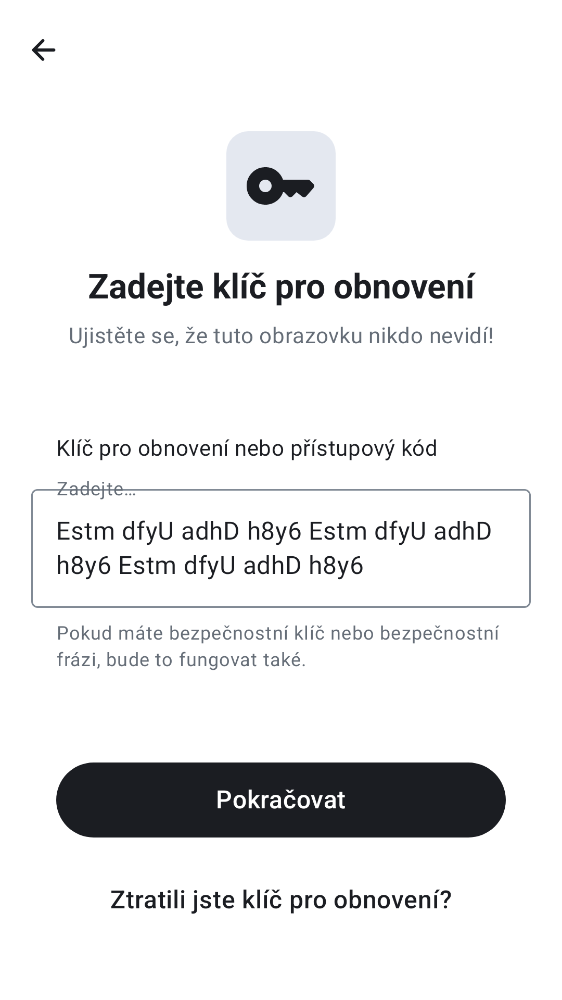 Zadejte klíč pro obnovení
Ujistěte se, že tuto obrazovku nikdo nevidí!
Klíč pro obnovení nebo přístupový kód
Zadejte…
Estm dfyU adhD h8y6 Estm dfyU adhD
h8y6 Estm dfyU adhD h8y6
Pokud máte bezpečnostní klíč nebo bezpečnostní
frázi, bude to fungovat také.
Pokračovat
Ztratili jste klíč pro obnovení?